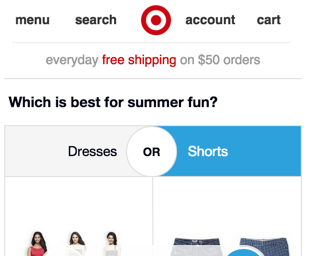 menu search account cart
everyday free shipping on $50 orders
Which is best for summer fun?
Dresses OR Shorts